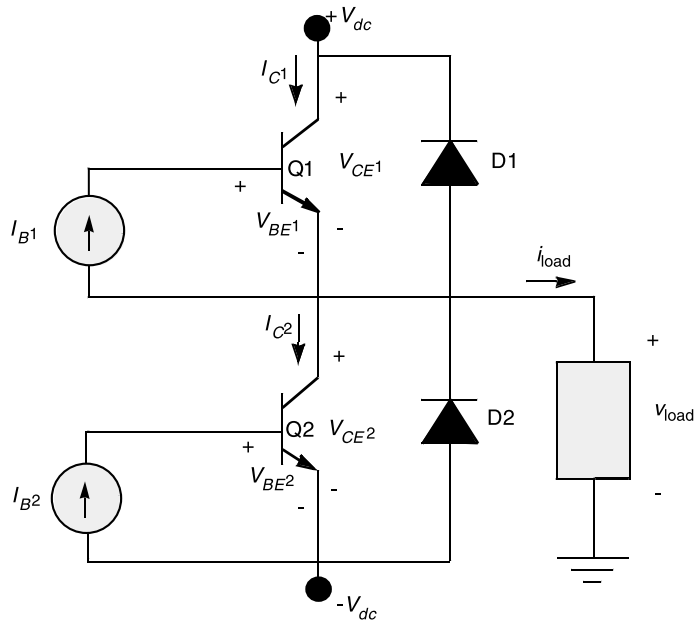 +V_dc
I_C1
+
Q1
V_CE1
D1
+
V_BE1
-
-
I_B1
i_load
I_C2
+
+
Q2
V_CE2
D2
v_load
+
V_BE2
-
-
-
I_B2
-V_dc